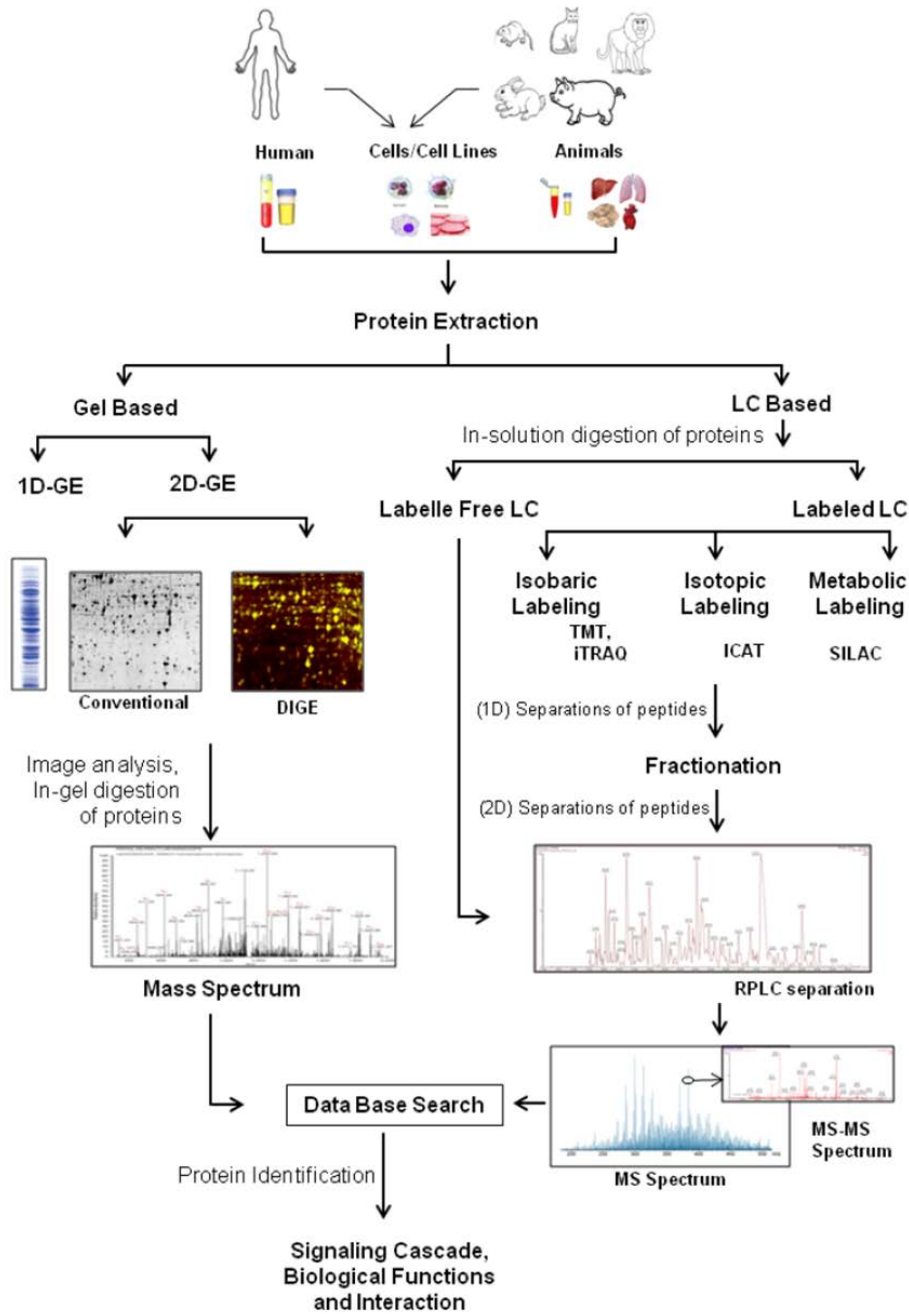 Human
Cells/Cell Lines
Animals
Protein Extraction
Gel Based
LC Based
In-solution digestion of proteins
1D-GE
2D-GE
Labelle Free LC
Labeled LC
Isobaric
Labeling
TMT,
iTRAQ
Isotopic
Labeling
ICAT
Metabolic
Labeling
SILAC
Conventional
DIGE
(1D) Separations of peptides
Fractionation
Image analysis,
In-gel digestion
of proteins
(2D) Separations of peptides
Mass Spectrum
RPLC separation
Data Base Search
MS-MS
Spectrum
MS Spectrum
Protein Identification
Signaling Cascade,
Biological Functions
and Interaction